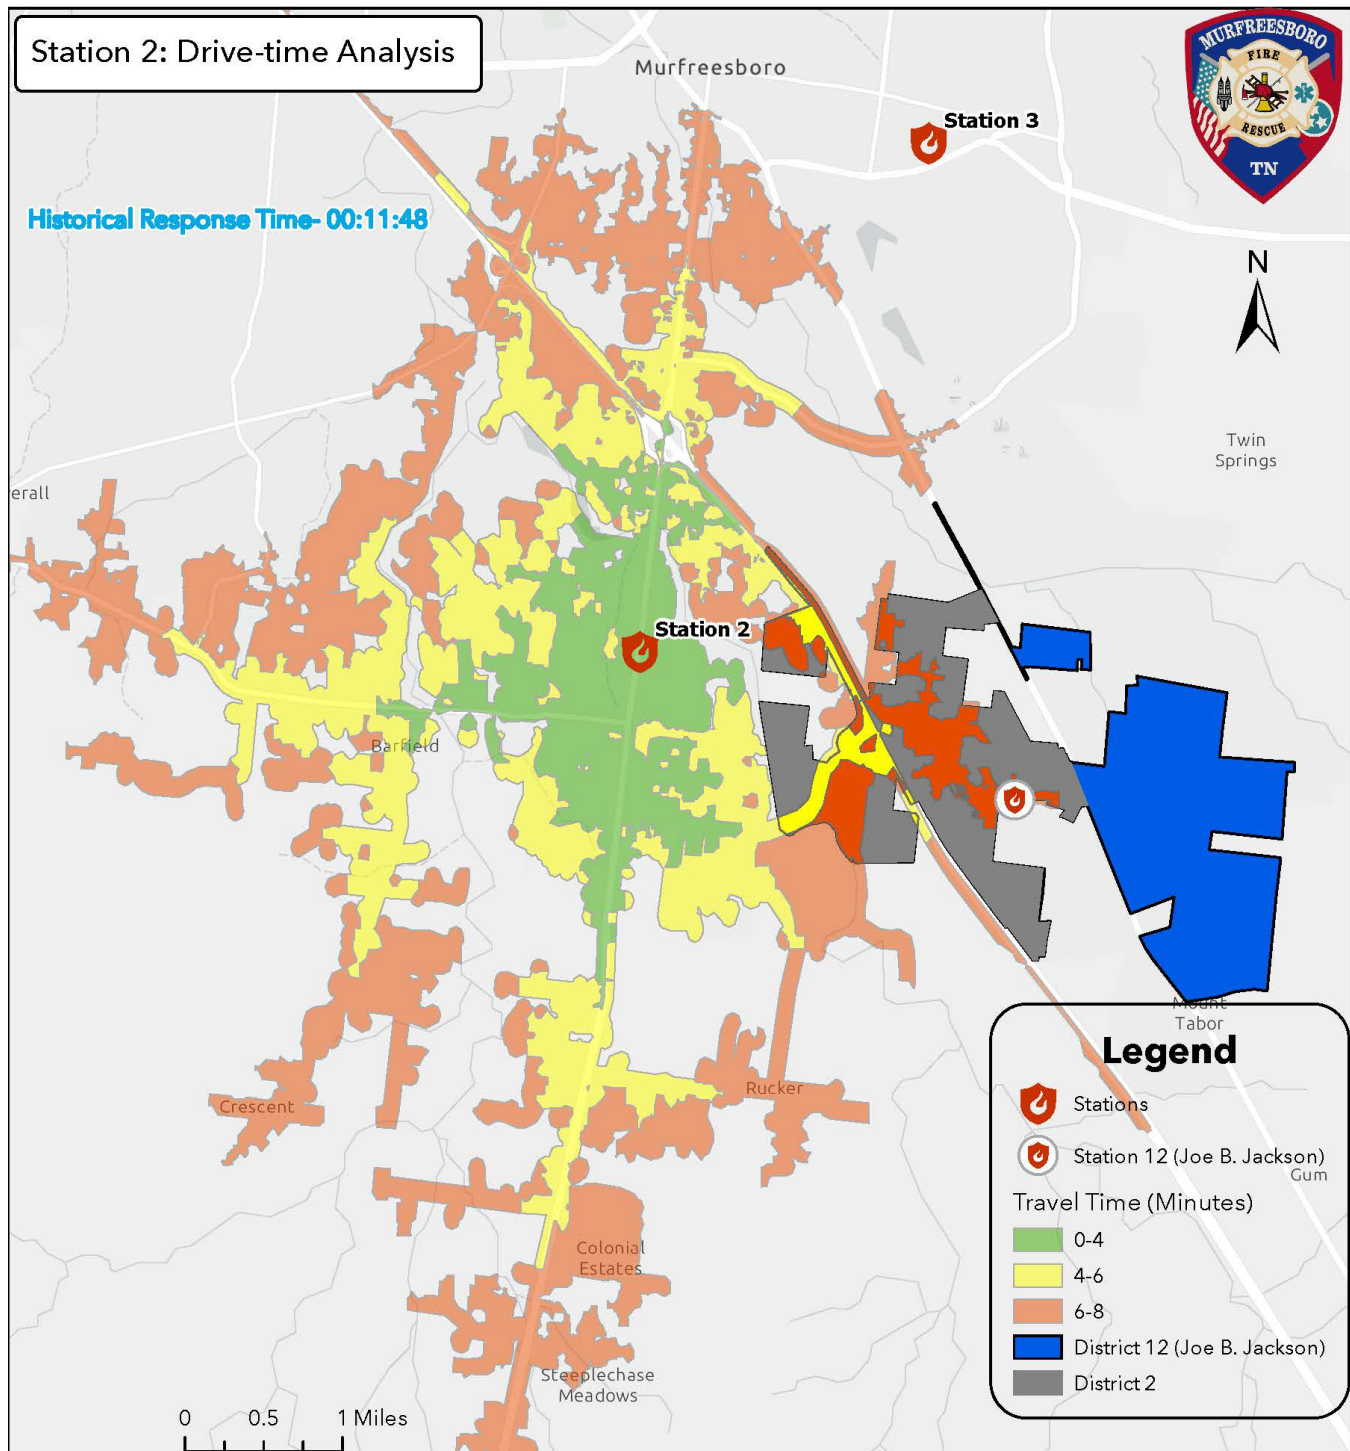 Station 2: Drive-time Analysis
Murfreesboro
MURFREESBORO
FIRE
RESCUE
TN
Station 3
Historical Response Time- 00:11:48
N
Twin
Springs
erall
Station 2
Barfield
Mount
Tabor
Legend
Stations
Station 12 (Joe B. Jackson)
Gum
Travel Time (Minutes)
0-4
4-6
6-8
District 12 (Joe B. Jackson)
District 2
Crescent
Rucker
Colonial
Estates
Steeplechase
Meadows
0 0.5 1 Miles